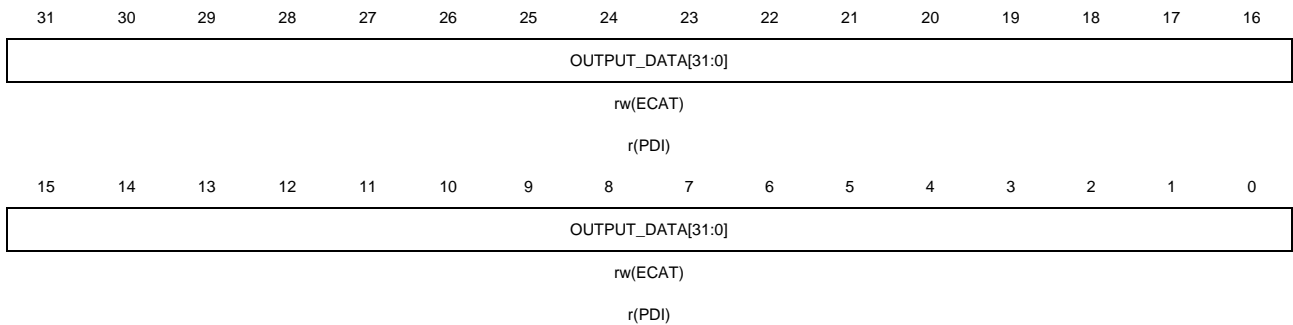 31 30 29 28 27 26 25 24 23 22 21 20 19 18 17 16
OUTPUT_DATA[31:0]
rw(ECAT)
r(PDI)
15 14 13 12 11 10 9 8 7 6 5 4 3 2 1 0
OUTPUT_DATA[31:0]
rw(ECAT)
r(PDI)